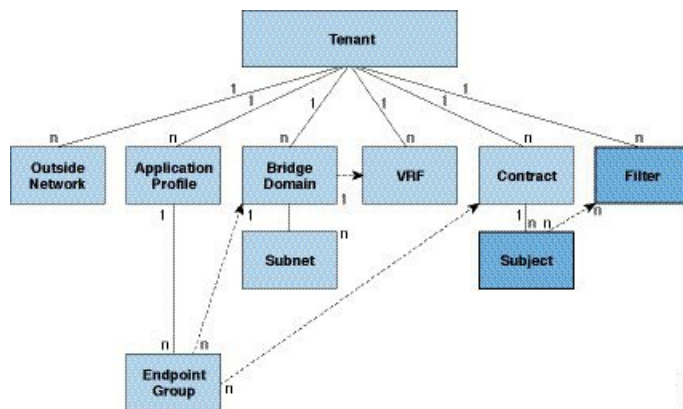 Tenant
1
1
1
1
1
1
n
n
n
n
n
n
Outside
Network
Application
Profile
Bridge
Domain
VRF
Contract
Filter
1
1
1
1
n
n
n
n
Subnet
Subject
n
n
Endpoint
Group
n